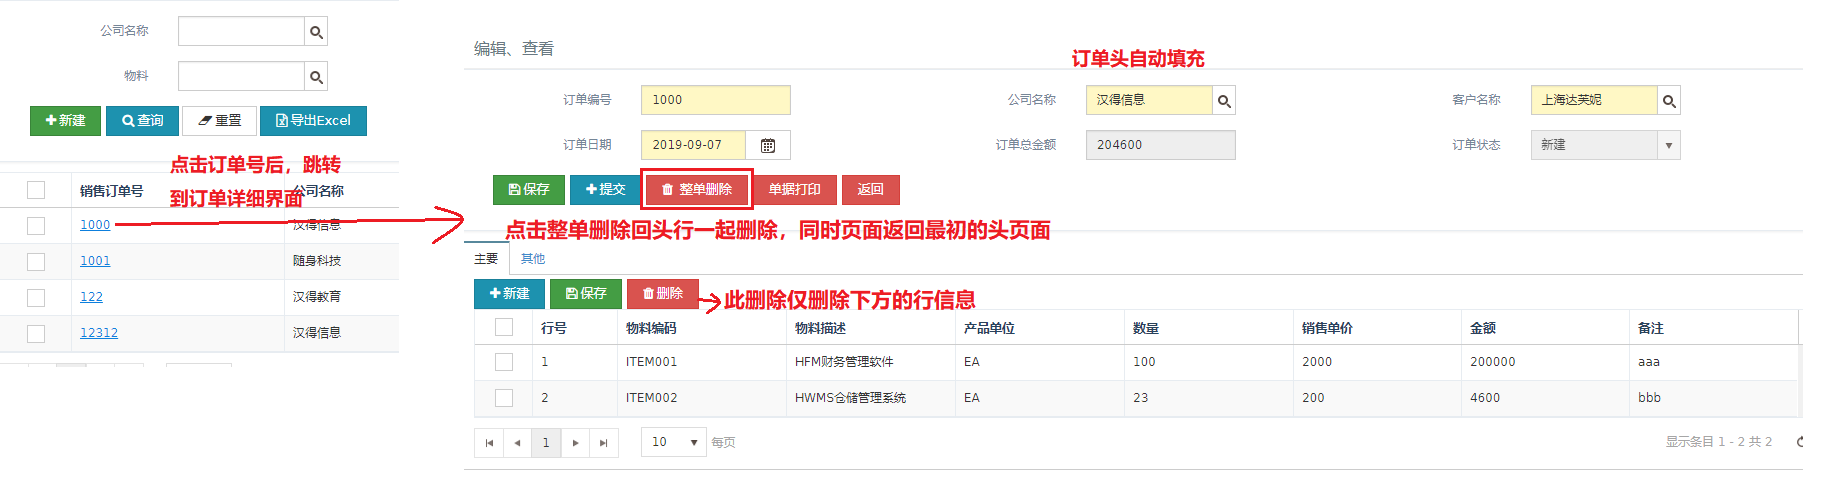 公司名称
物料
新建 查询 重置 导出Excel
点击订单号后，跳转
到订单详细界面
销售订单号 公司名称
1000 汉得信息
1001 随身科技
122 汉得教育
12312 汉得信息
编辑、查看
订单头自动填充
订单编号 1000 公司名称 汉得信息 客户名称 上海达芙妮
订单日期 2019-09-07 订单总金额 204600 订单状态 新建
保存 提交 整单删除 单据打印 返回
点击整单删除回头行一起删除，同时页面返回最初的头页面
主要 其他
新建 保存 删除
此删除仅删除下方的行信息
行号 物料编码 物料描述 产品单位 数量 销售单价 金额 备注
1 ITEM001 HFM财务管理软件 EA 100 2000 200000 aaa
2 ITEM002 HWMS仓储管理系统 EA 23 200 4600 bbb
1 10 每页 显示条目 1 - 2 共 2